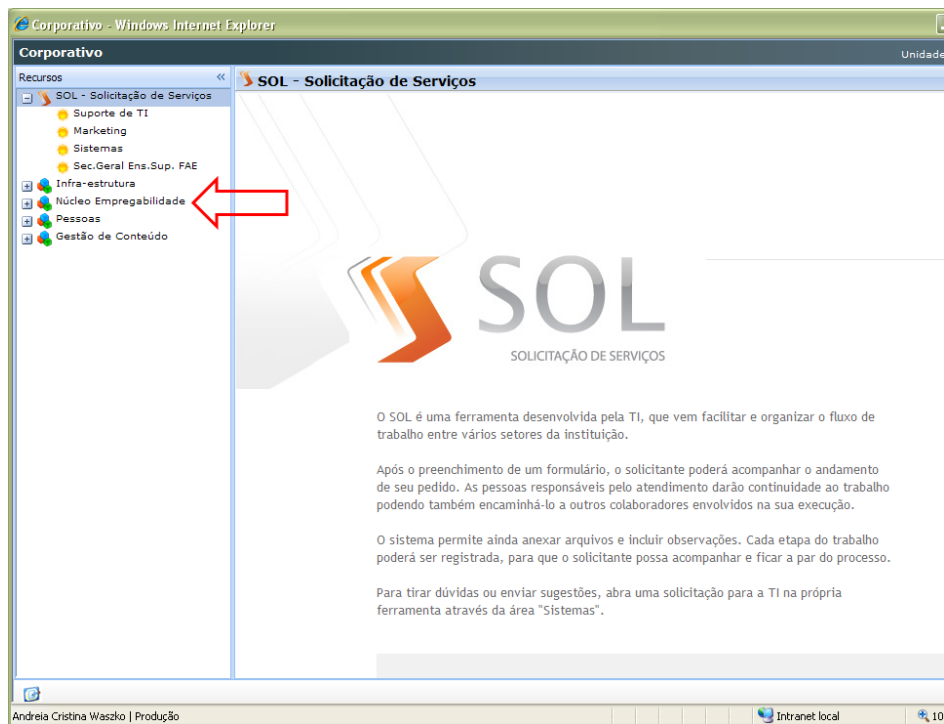 Corporativo - Windows Internet Explorer
Corporativo
Unidade
Recursos
SOL - Solicitação de Serviços
Suporte de TI
Marketing
Sistemas
Sec.Geral Ens.Sup. FAE
Infra-estrutura
Núcleo Empregabilidade
Pessoas
Gestão de Conteúdo
SOL - Solicitação de Serviços
SOL
SOLICITAÇÃO DE SERVIÇOS
O SOL é uma ferramenta desenvolvida pela TI, que vem facilitar e organizar o fluxo de
trabalho entre vários setores da instituição.
Após o preenchimento de um formulário, o solicitante poderá acompanhar o andamento
de seu pedido. As pessoas responsáveis pelo atendimento darão continuidade ao trabalho
podendo também encaminhá-lo a outros colaboradores envolvidos na sua execução.
O sistema permite ainda anexar arquivos e incluir observações. Cada etapa do trabalho
poderá ser registrada, para que o solicitante possa acompanhar e ficar a par do processo.
Para tirar dúvidas ou enviar sugestões, abra uma solicitação para a TI na própria
ferramenta através da área "Sistemas".
Andreia Cristina Waszko | Produção
Intranet local
10